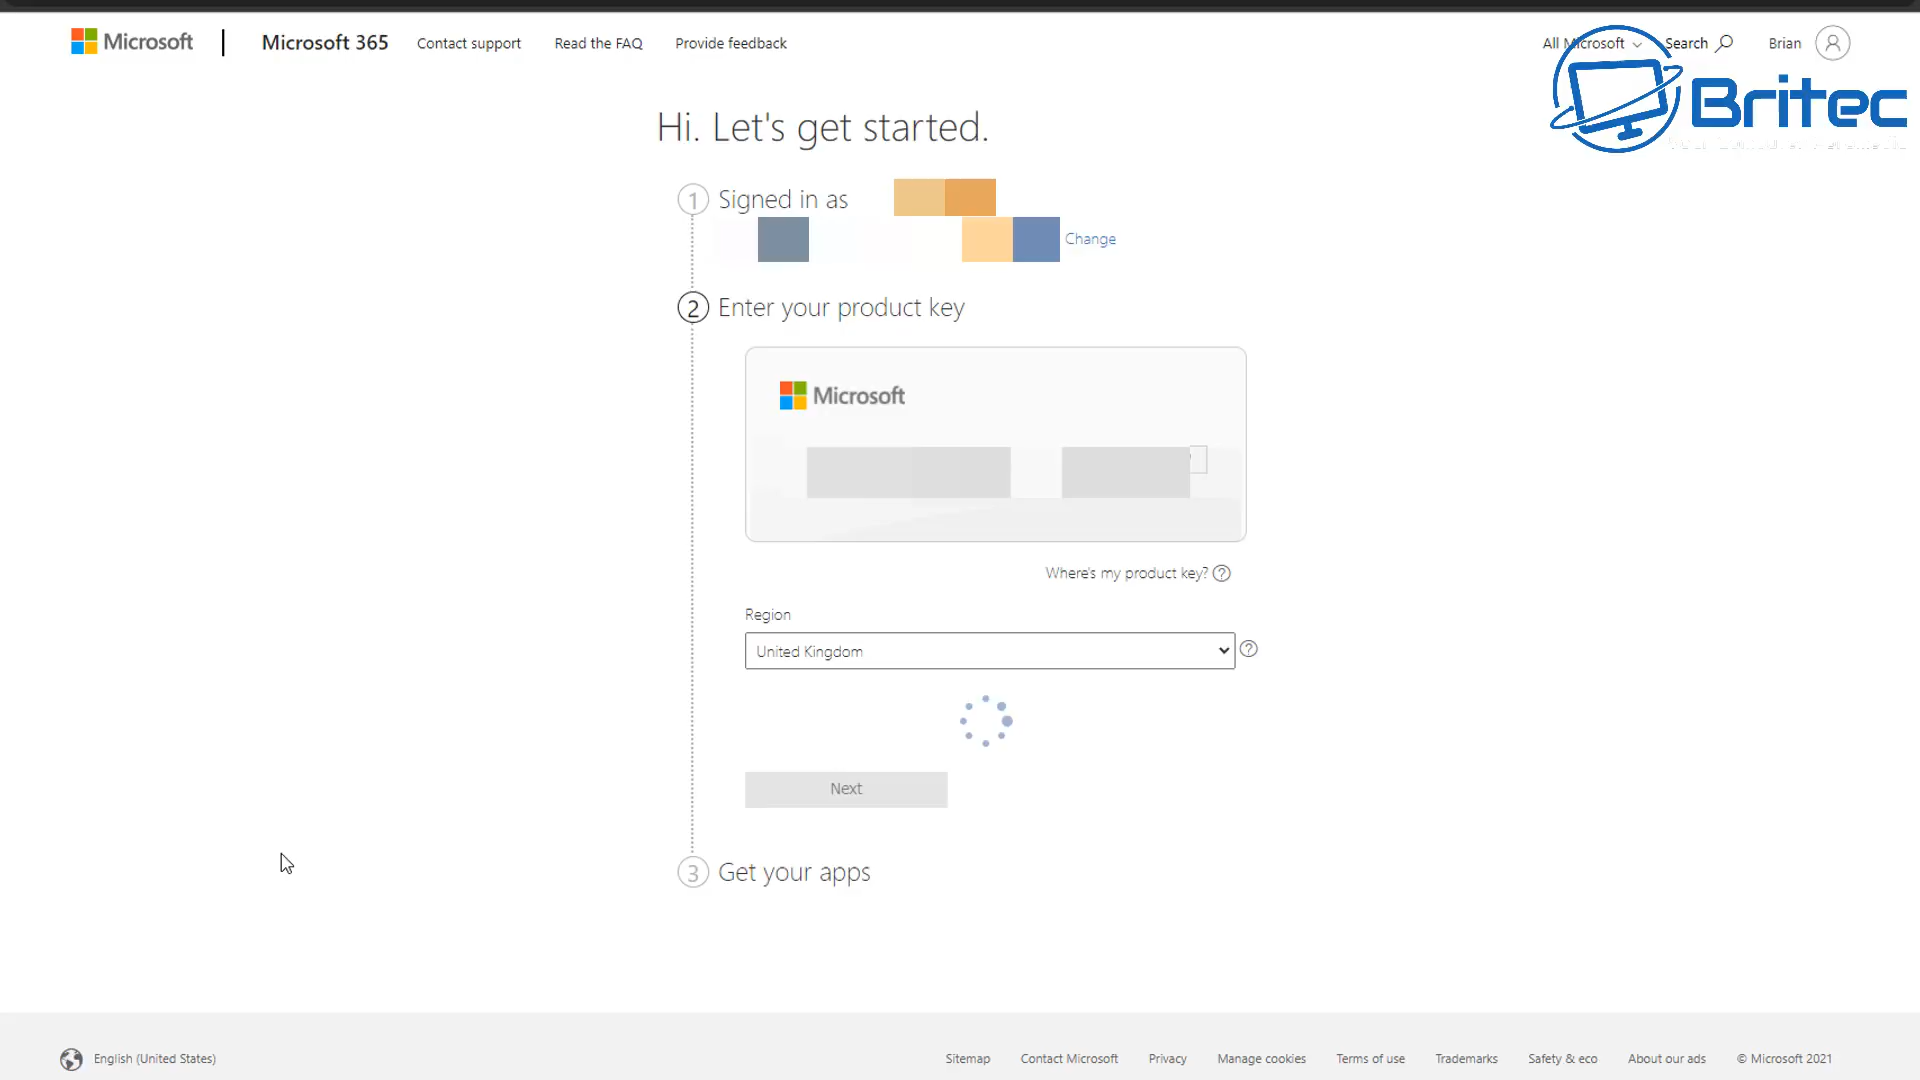 Microsoft
Microsoft 365
Contact support
Read the FAQ
Provide feedback
All Microsoft
Search
Brian
Britec
Hi. Let's get started.
1 Signed in as
Change
2 Enter your product key
Microsoft
Where's my product key?
Region
United Kingdom
Next
3 Get your apps
English (United States)
Sitemap
Contact Microsoft
Privacy
Manage cookies
Terms of use
Trademarks
Safety & eco
About our ads
© Microsoft 2021